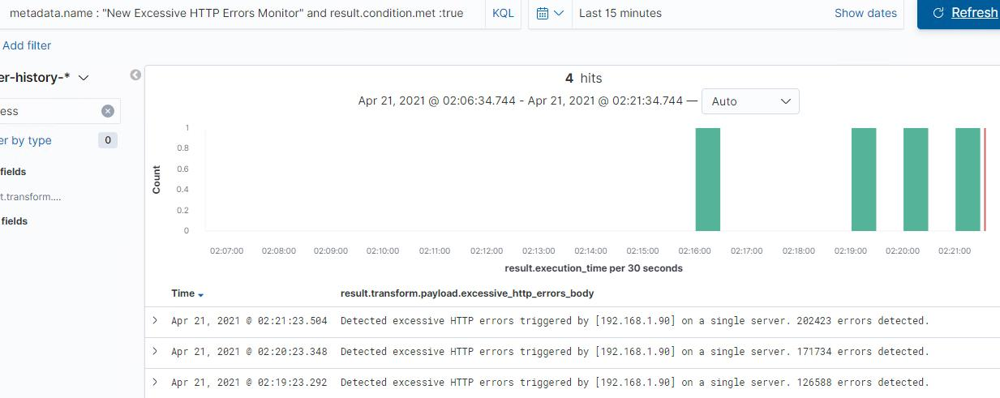 metadata.name : "New Excessive HTTP Errors Monitor" and result.condition.met :true KQL Last 15 minutes Show dates Refresh
Add filter
er-history-*
4 hits
Apr 21, 2021 @ 02:06:34.744 - Apr 21, 2021 @ 02:21:34.744 — Auto
ess
er by type 0
fields
t.transform....
fields
1
0.8
0.6
0.4
0.2
0
Count
02:07:00 02:08:00 02:09:00 02:10:00 02:11:00 02:12:00 02:13:00 02:14:00 02:15:00 02:16:00 02:17:00 02:18:00 02:19:00 02:20:00 02:21:00
result.execution_time per 30 seconds
Time result.transform.payload.excessive_http_errors_body
Apr 21, 2021 @ 02:21:23.504 Detected excessive HTTP errors triggered by [192.168.1.90] on a single server. 202423 errors detected.
Apr 21, 2021 @ 02:20:23.348 Detected excessive HTTP errors triggered by [192.168.1.90] on a single server. 171734 errors detected.
Apr 21, 2021 @ 02:19:23.292 Detected excessive HTTP errors triggered by [192.168.1.90] on a single server. 126588 errors detected.